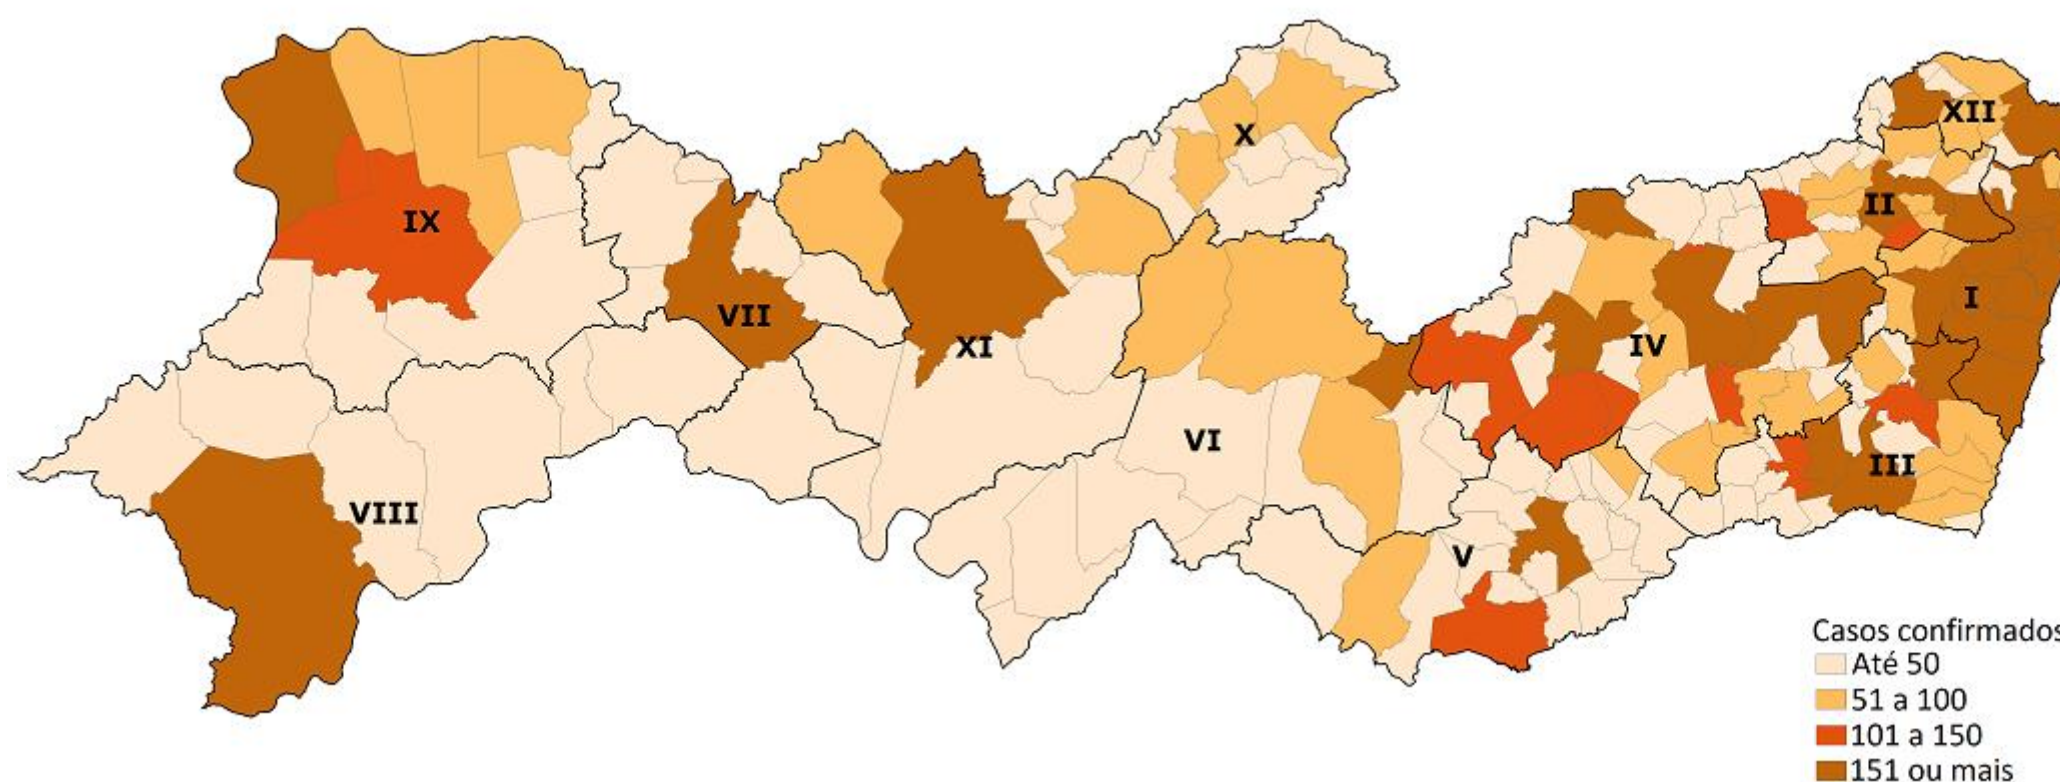 XII
X
II
IX
I
VII
XI
IV
VI
III
VIII
V
Casos confirmados
Até 50
51 a 100
101 a 150
151 ou mais